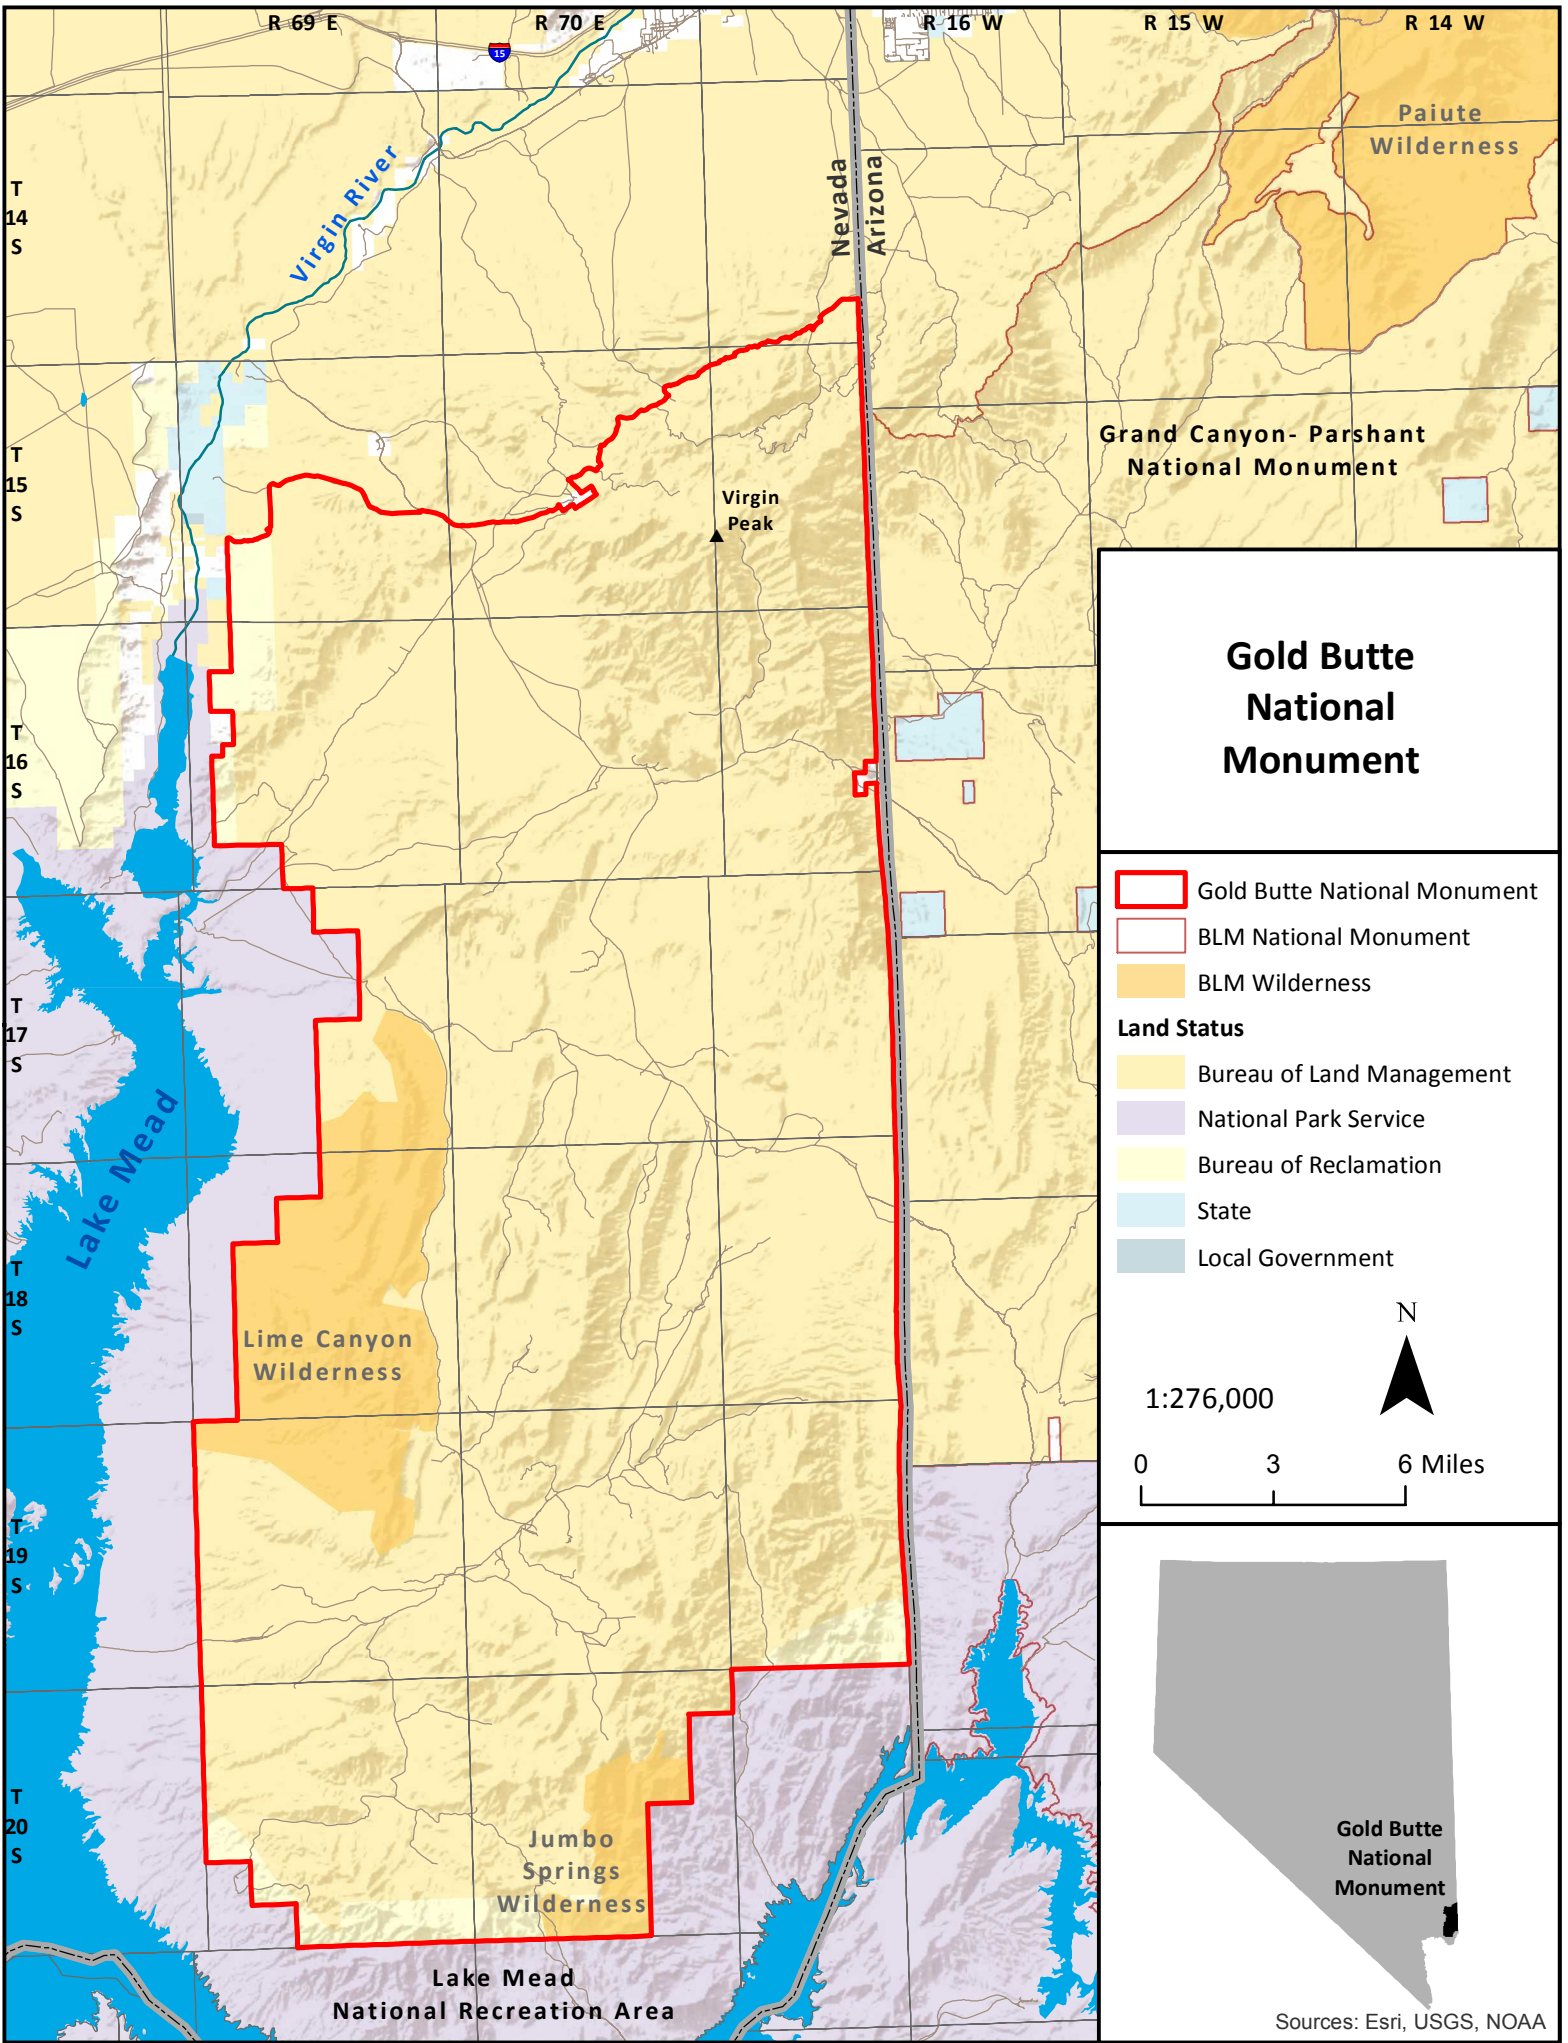 R 69 E
R 70 E
R 16 W
R 15 W
R 14 W
15
Paiute
Wilderness
Virgin River
Nevada
Arizona
T
14
S
Grand Canyon- Parshant
National Monument
T
15
S
Virgin
Peak
Gold Butte
National
Monument
T
16
S
Gold Butte National Monument
BLM National Monument
BLM Wilderness
Land Status
Bureau of Land Management
National Park Service
Bureau of Reclamation
State
Local Government
T
17
S
Lake Mead
T
18
S
Lime Canyon
Wilderness
N
1:276,000
0 3 6 Miles
T
19
S
T
20
S
Jumbo
Springs
Wilderness
Gold Butte
National
Monument
Lake Mead
National Recreation Area
Sources: Esri, USGS, NOAA